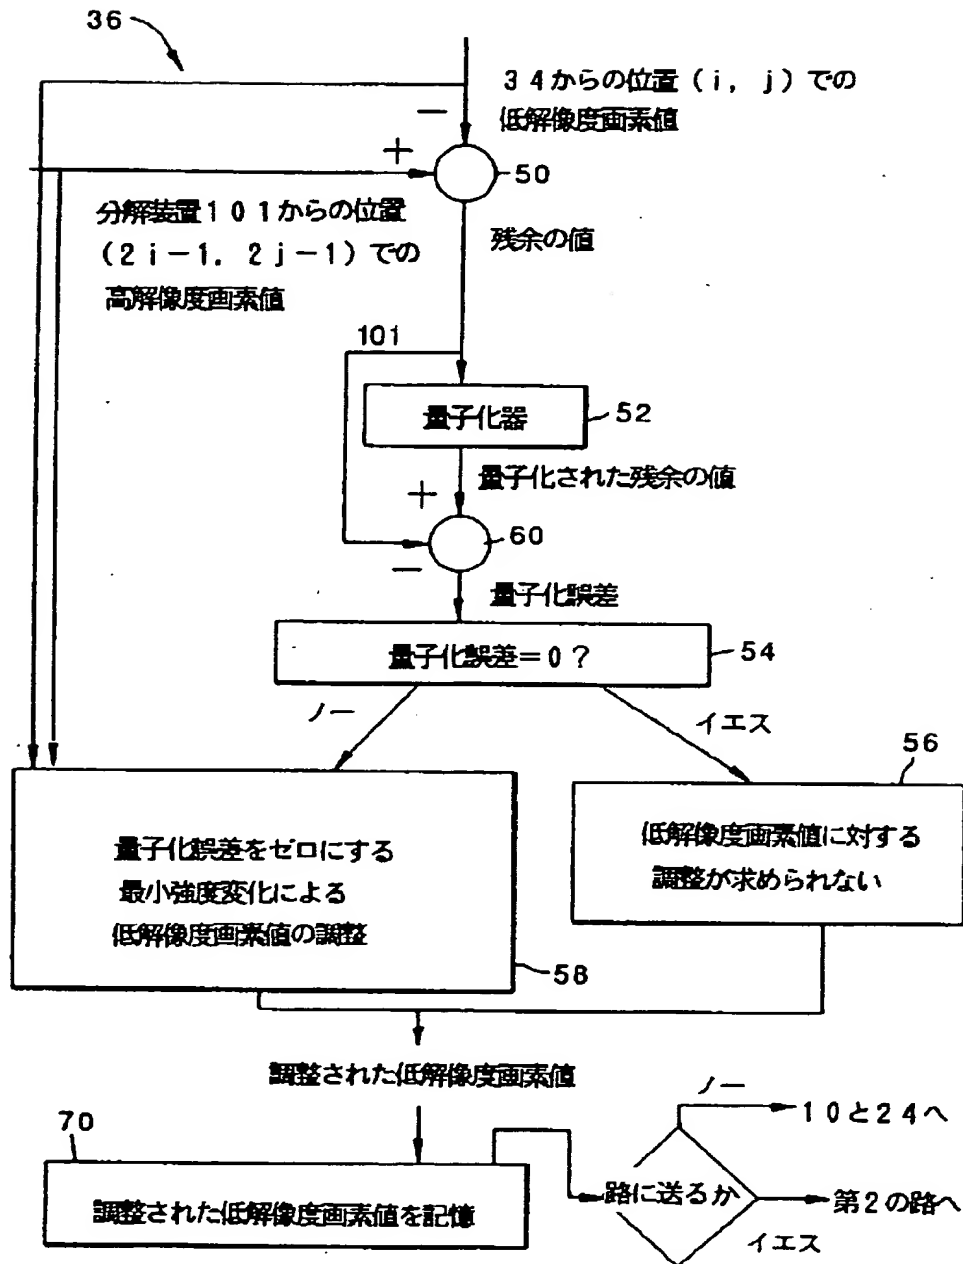 36
34からの位置(i, j)での
低解像度画素値
−
+
50
分解装置101からの位置
(2i−1, 2j−1)での
高解像度画素値
残余の値
101
量子化器
52
量子化された残余の値
+
60
−
量子化誤差
量子化誤差=0?
54
ノー
イエス
56
量子化誤差をゼロにする
最小強度変化による
低解像度画素値の調整
58
低解像度画素値に対する
調整が求められない
調整された低解像度画素値
70
調整された低解像度画素値を記憶
ノー
10と24へ
路に送るか
第2の路へ
イエス